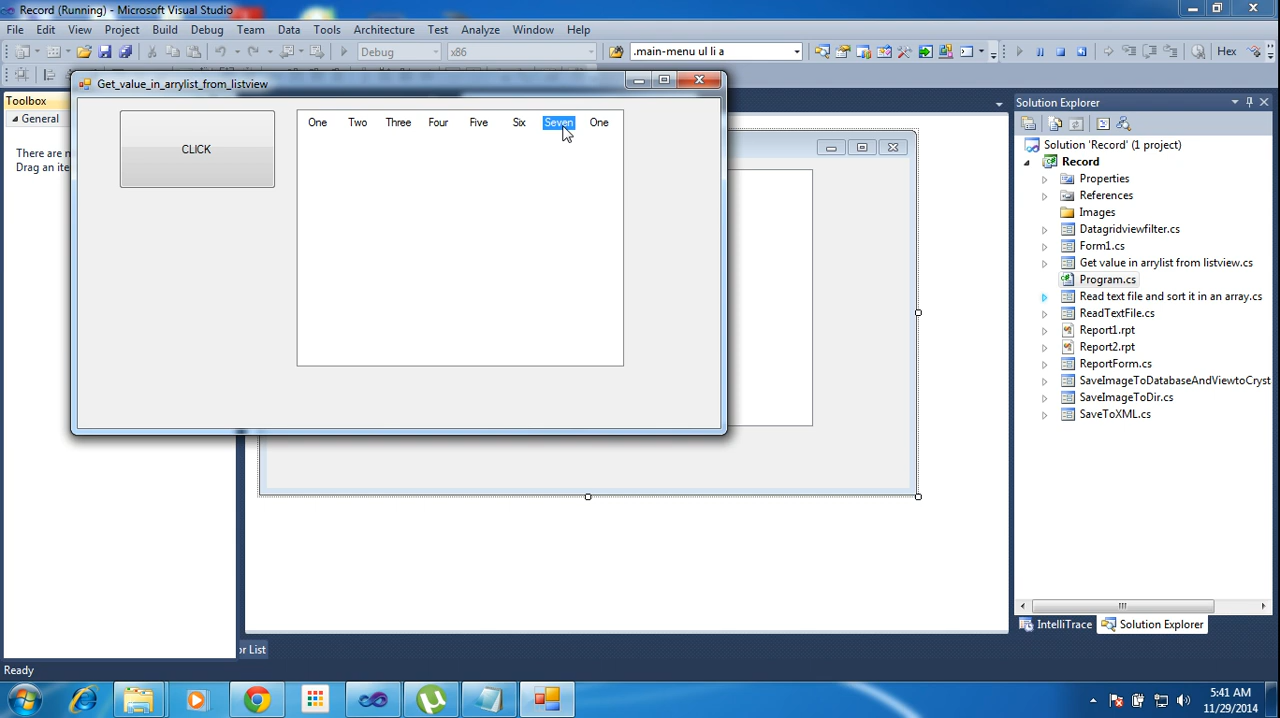 Record (Running) - Microsoft Visual Studio
File Edit View Project Build Debug Team Data Tools Architecture Test Analyze Window Help
Debug x86 .main-menu ul li a Hex
Get_value_in_arrylist_from_listview
Toolbox
General
There are n
Drag an ite
CLICK
One Two Three Four Five Six Seven One
Solution Explorer
Solution 'Record' (1 project)
Record
Properties
References
Images
Datagridviewfilter.cs
Form1.cs
Get value in arrylist from listview.cs
Program.cs
Read text file and sort it in an array.cs
ReadTextFile.cs
Report1.rpt
Report2.rpt
ReportForm.cs
SaveImageToDatabaseAndViewtoCryst
SaveImageToDir.cs
SaveToXML.cs
IntelliTrace Solution Explorer
or List
Ready
5:41 AM
11/29/2014